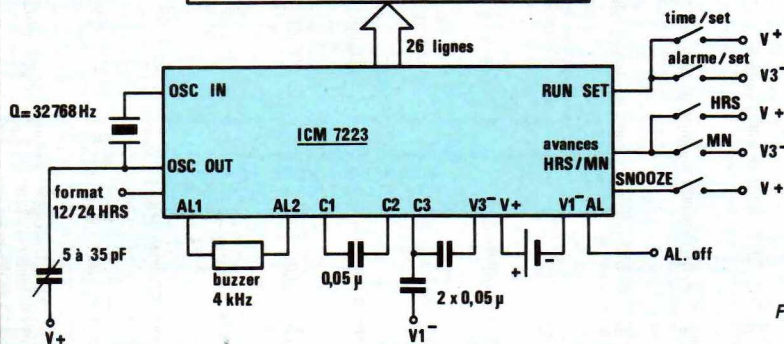 26 lignes
time/set
V+
alarme/set
V3-
HRS
V+
MN
V3-
SNOOZE
V+
Q=32768Hz
OSC IN
RUN SET
ICM 7223
OSC OUT
avances
HRS/MN
format
12/24 HRS
AL1
AL2
C1
C2
C3
V3-
V+
V1-
AL
5 à 35pF
buzzer
4 kHz
0,05 µ
+
-
2 x 0,05 µ
AL. off
V+
V1-
F